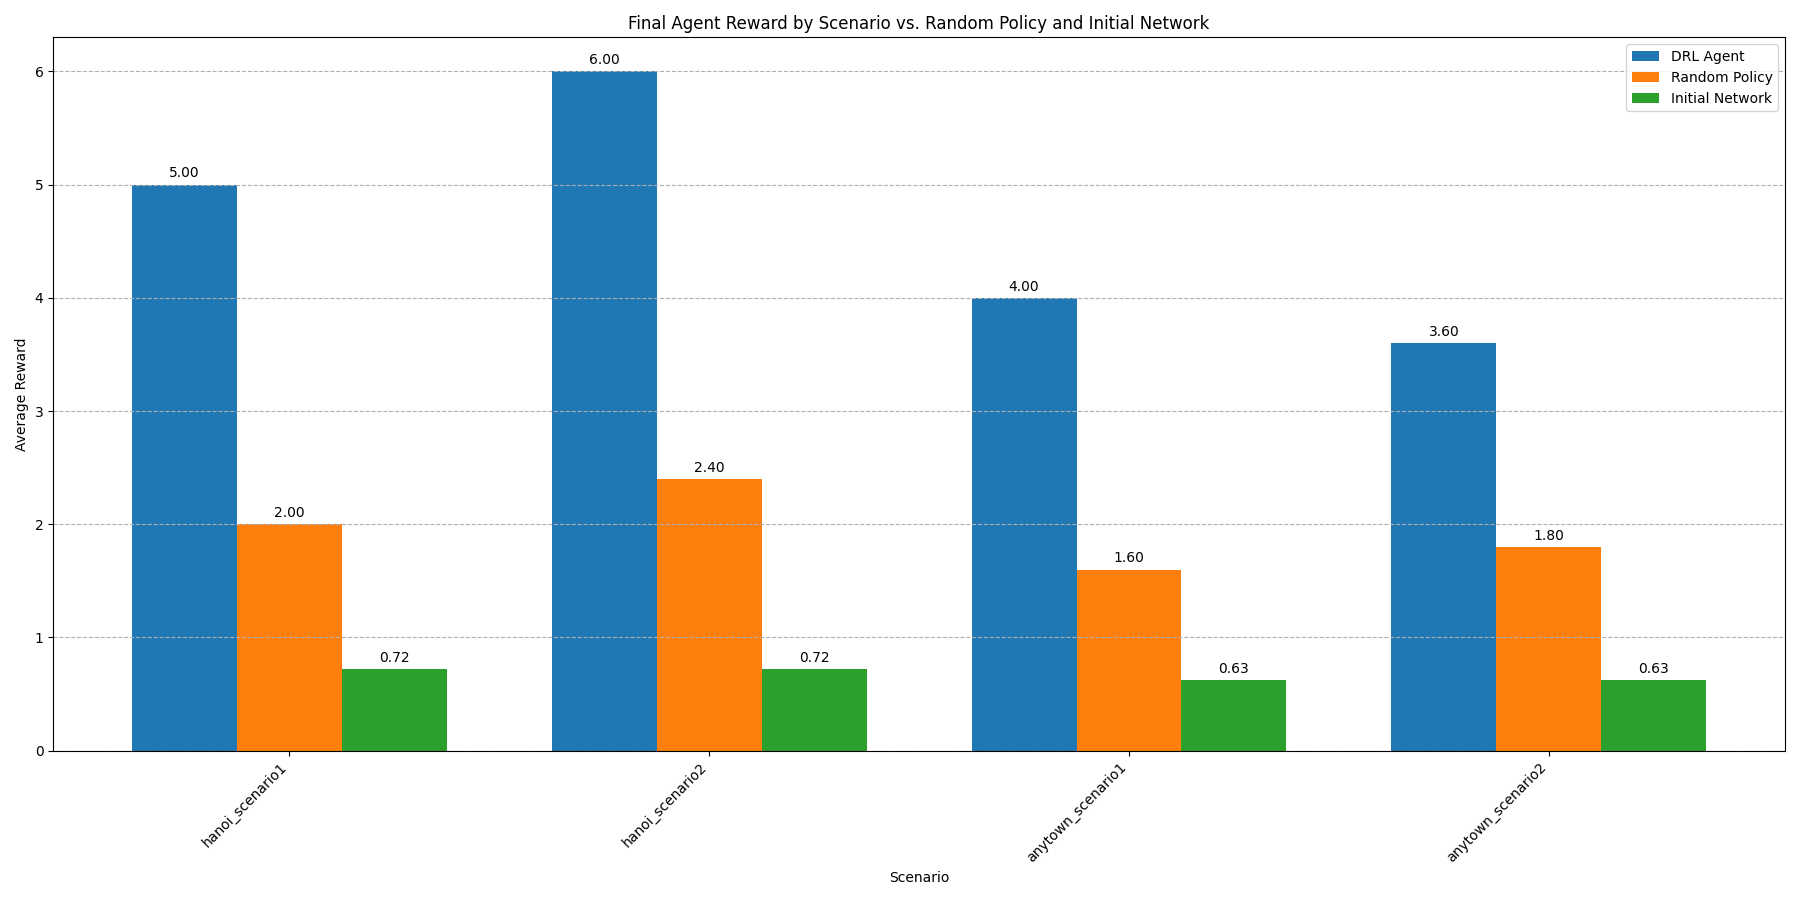 Final Agent Reward by Scenario vs. Random Policy and Initial Network
DRL Agent
Random Policy
Initial Network
Average Reward
6
5
4
3
2
1
0
5.00
2.00
0.72
6.00
2.40
0.72
4.00
1.60
0.63
3.60
1.80
0.63
hanoi_scenario1
hanoi_scenario2
anytown_scenario1
anytown_scenario2
Scenario